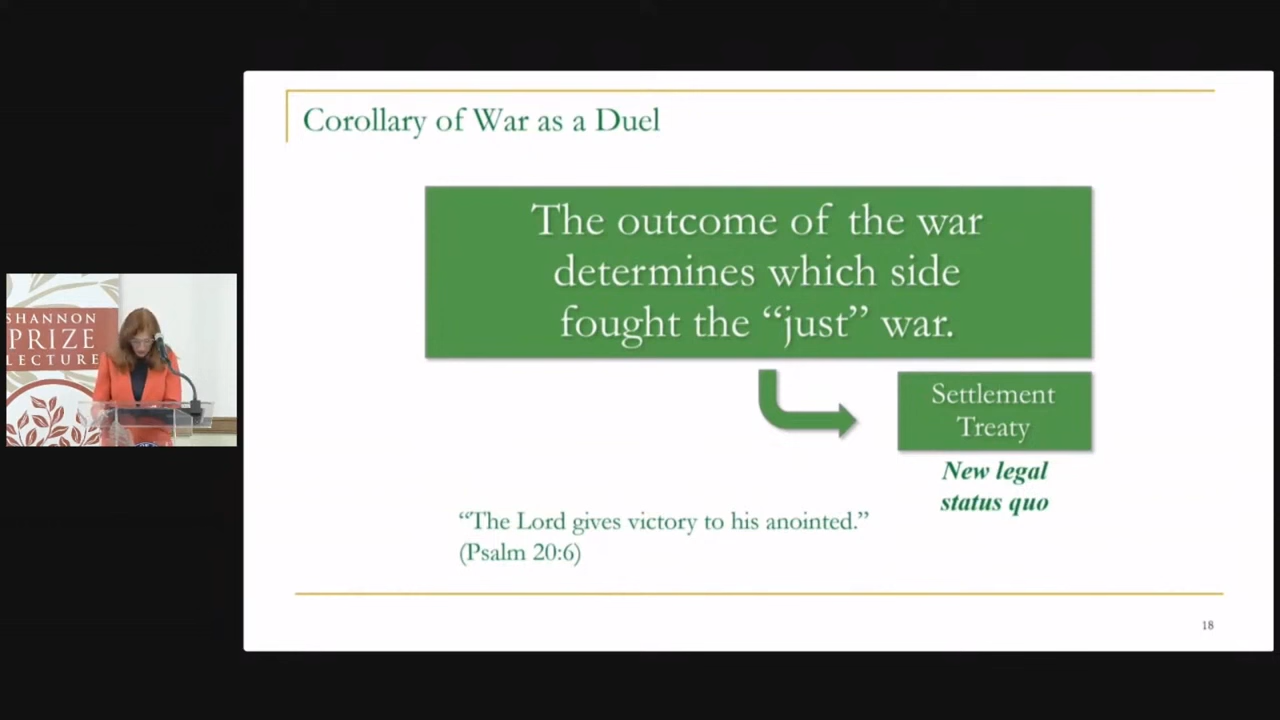 Corollary of War as a Duel
The outcome of the war
determines which side
fought the “just” war.
Settlement
Treaty
New legal
status quo
“The Lord gives victory to his anointed.”
(Psalm 20:6)
18
SHANNON
PRIZE
LECTURE